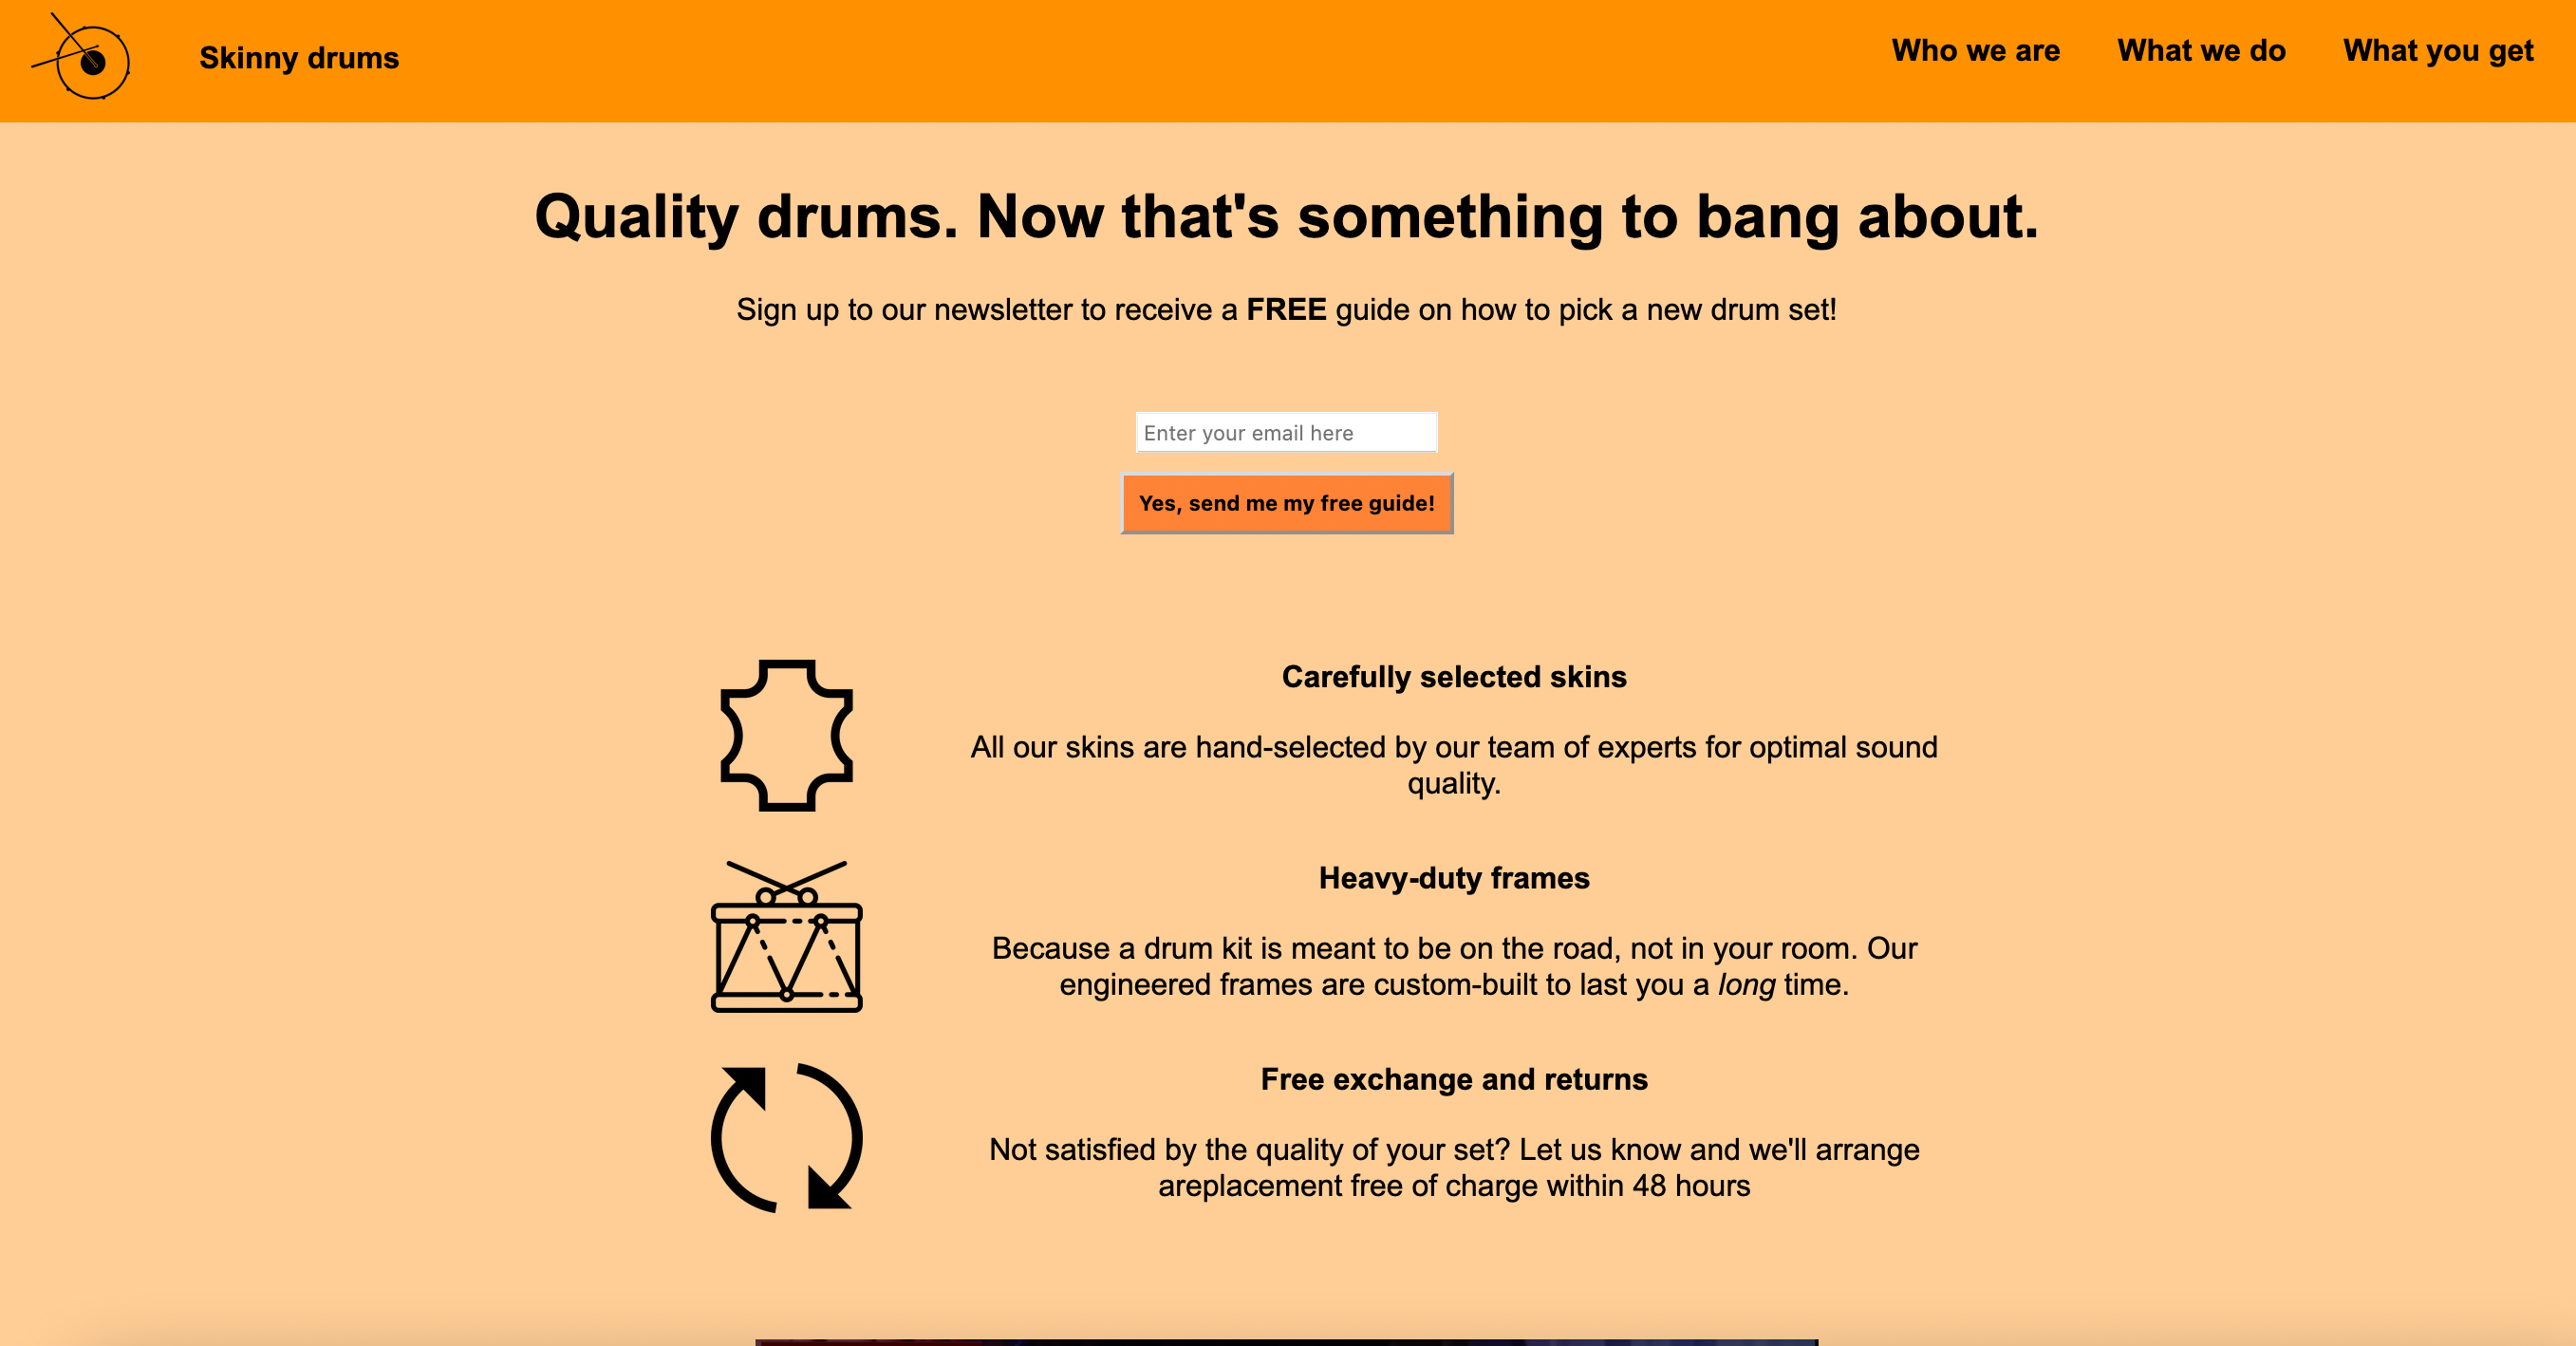 Skinny drums
Who we are
What we do
What you get
Quality drums. Now that's something to bang about.
Sign up to our newsletter to receive a FREE guide on how to pick a new drum set!
Enter your email here
Yes, send me my free guide!
Carefully selected skins
All our skins are hand-selected by our team of experts for optimal sound
quality.
Heavy-duty frames
Because a drum kit is meant to be on the road, not in your room. Our
engineered frames are custom-built to last you a long time.
Free exchange and returns
Not satisfied by the quality of your set? Let us know and we'll arrange
areplacement free of charge within 48 hours